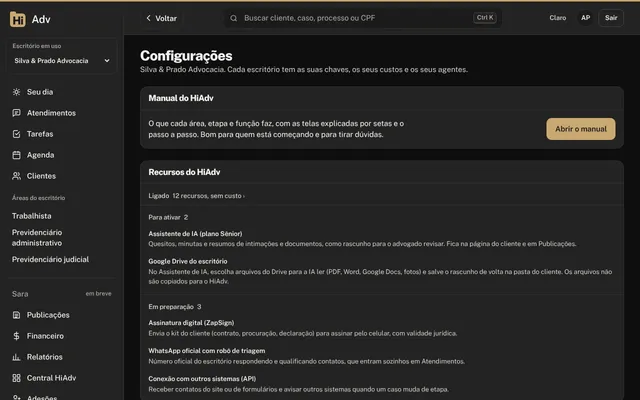 Hi Adv
Voltar
Buscar cliente, caso, processo ou CPF
Ctrl K
Claro
AP
Sair
Escritório em uso
Silva & Prado Advocacia
Seu dia
Atendimentos
Tarefas
Agenda
Clientes
Áreas do escritório
Trabalhista
Previdenciário
administrativo
Previdenciário judicial
Sara
em breve
Publicações
Financeiro
Relatórios
Central HiAdv
Adesões
Configurações
Silva & Prado Advocacia. Cada escritório tem as suas chaves, os seus custos e os seus agentes.
Manual do HiAdv
O que cada área, etapa e função faz, com as telas explicadas por setas e o
passo a passo. Bom para quem está começando e para tirar dúvidas.
Abrir o manual
Recursos do HiAdv
Ligado 12 recursos, sem custo ›
Para ativar 2
Assistente de IA (plano Sênior)
Quesitos, minutas e resumos de intimações e documentos, como rascunho para o advogado revisar. Fica na página do cliente e em Publicações.
Google Drive do escritório
No Assistente de IA, escolha arquivos do Drive para a IA ler (PDF, Word, Google Docs, fotos) e salve o rascunho de volta na pasta do cliente. Os arquivos não
são copiados para o HiAdv.
Em preparação 3
Assinatura digital (ZapSign)
Envia o kit do cliente (contrato, procuração, declaração) para assinar pelo celular, com validade jurídica.
WhatsApp oficial com robô de triagem
Número oficial do escritório respondendo e qualificando contatos, que entram sozinhos em Atendimentos.
Conexão com outros sistemas (API)
Receber contatos do site ou de formulários e avisar outros sistemas quando um caso muda de etapa.